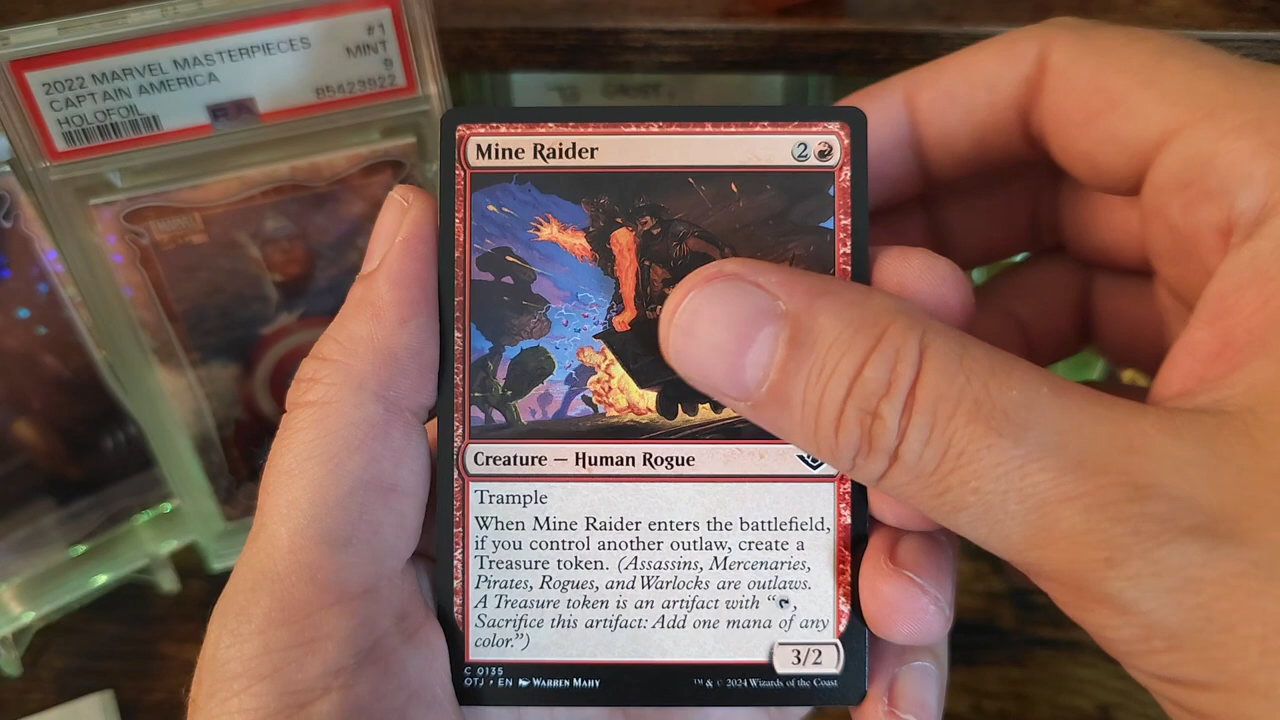 2022 MARVEL MASTERPIECES
#1
CAPTAIN AMERICA
MINT
HOLOFOIL
9
85423922
Mine Raider
2
Creature — Human Rogue
Trample
When Mine Raider enters the battlefield,
if you control another outlaw, create a
Treasure token. (Assassins, Mercenaries,
Pirates, Rogues, and Warlocks are outlaws.
A Treasure token is an artifact with “,
Sacrifice this artifact: Add one mana of any
color.”)
3/2
C 0135
OTJ • EN WARREN MAHY
™ & © 2024 Wizards of the Coast